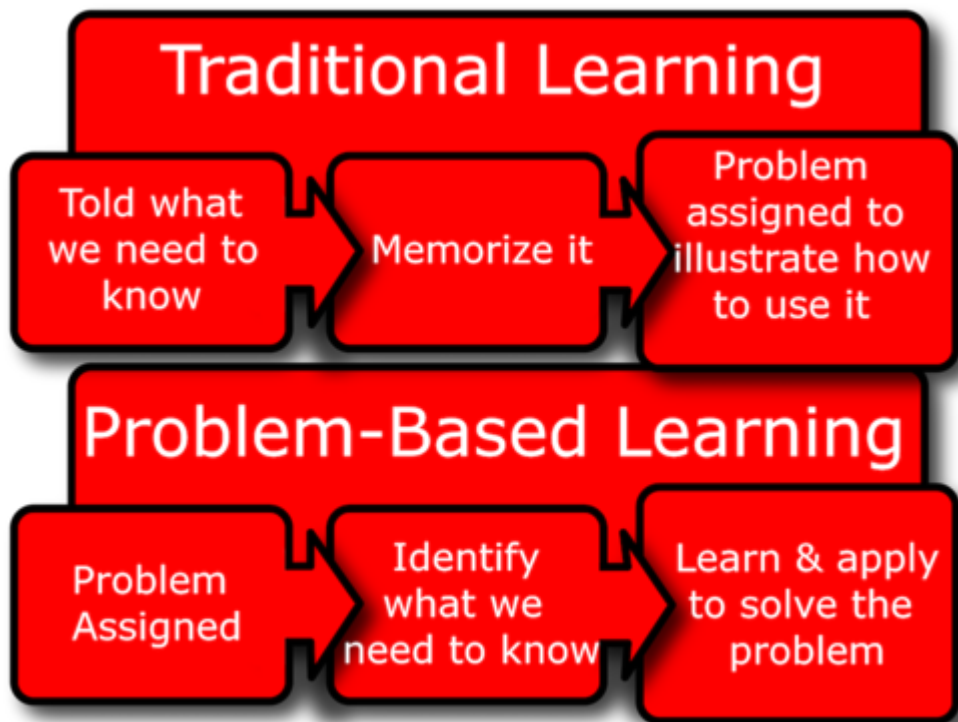 Traditional Learning
Told what
we need to
know
Memorize it
Problem
assigned to
illustrate how
to use it
Problem-Based Learning
Problem
Assigned
Identify
what we
need to know
Learn & apply
to solve the
problem